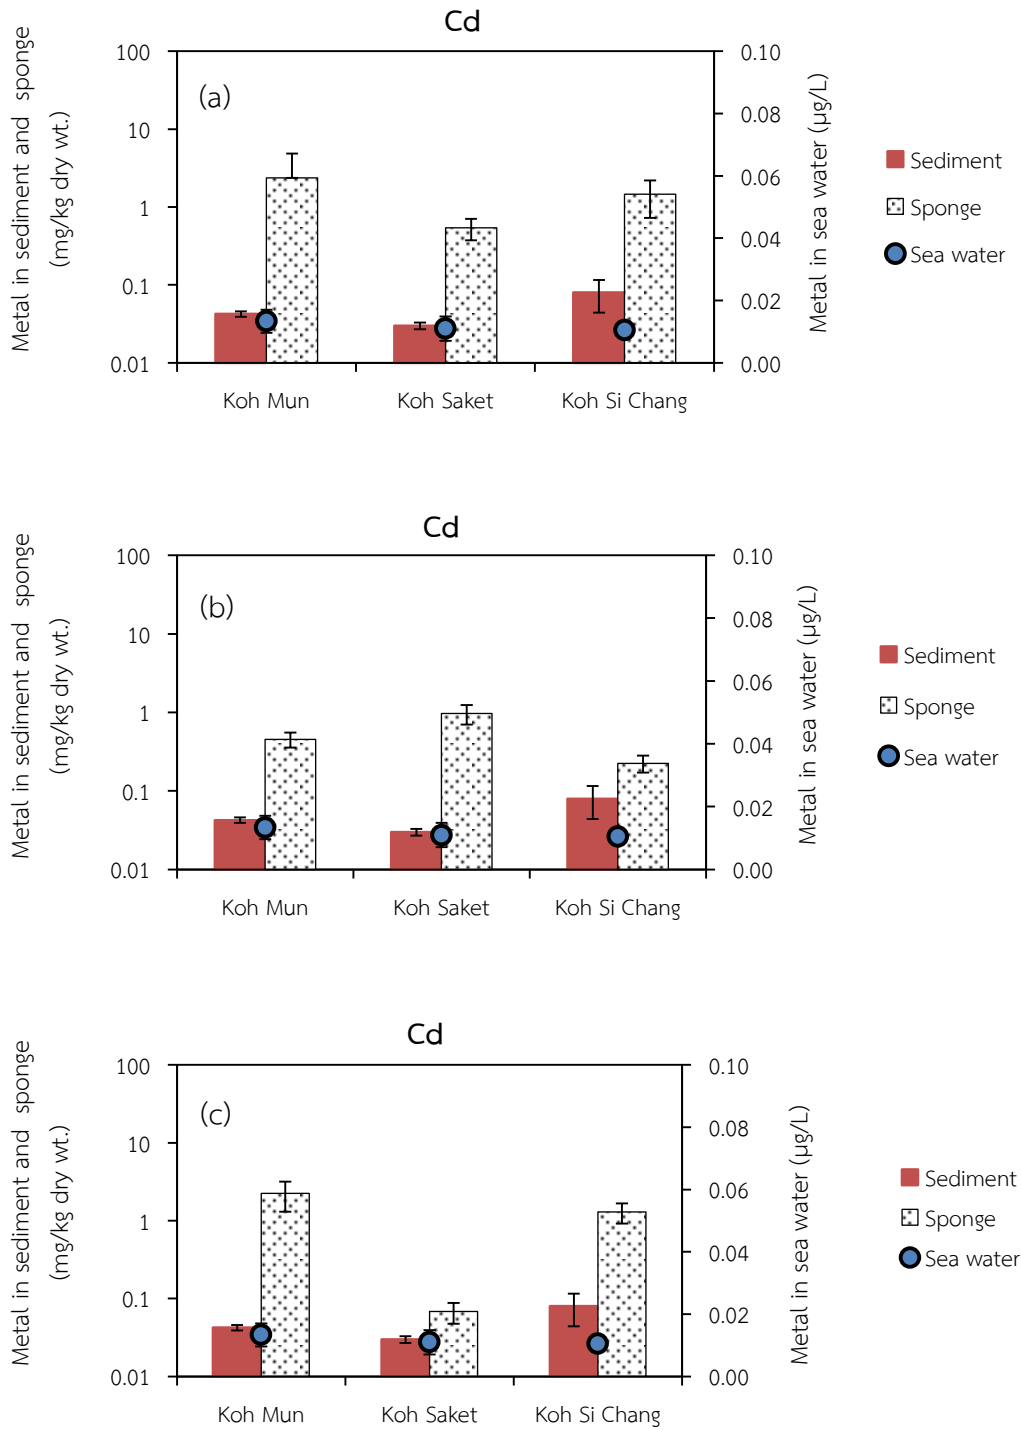 Cd
Metal in sediment and sponge
(mg/kg dry wt.)
100
10
1
0.1
0.01
(a)
0.10
0.08
0.06
0.04
0.02
0.00
Metal in sea water (µg/L)
Koh Mun
Koh Saket
Koh Si Chang
Sediment
Sponge
Sea water
Cd
Metal in sediment and sponge
(mg/kg dry wt.)
100
10
1
0.1
0.01
(b)
0.10
0.08
0.06
0.04
0.02
0.00
Metal in sea water (µg/L)
Koh Mun
Koh Saket
Koh Si Chang
Sediment
Sponge
Sea water
Cd
Metal in sediment and sponge
(mg/kg dry wt.)
100
10
1
0.1
0.01
(c)
0.10
0.08
0.06
0.04
0.02
0.00
Metal in sea water (µg/L)
Koh Mun
Koh Saket
Koh Si Chang
Sediment
Sponge
Sea water